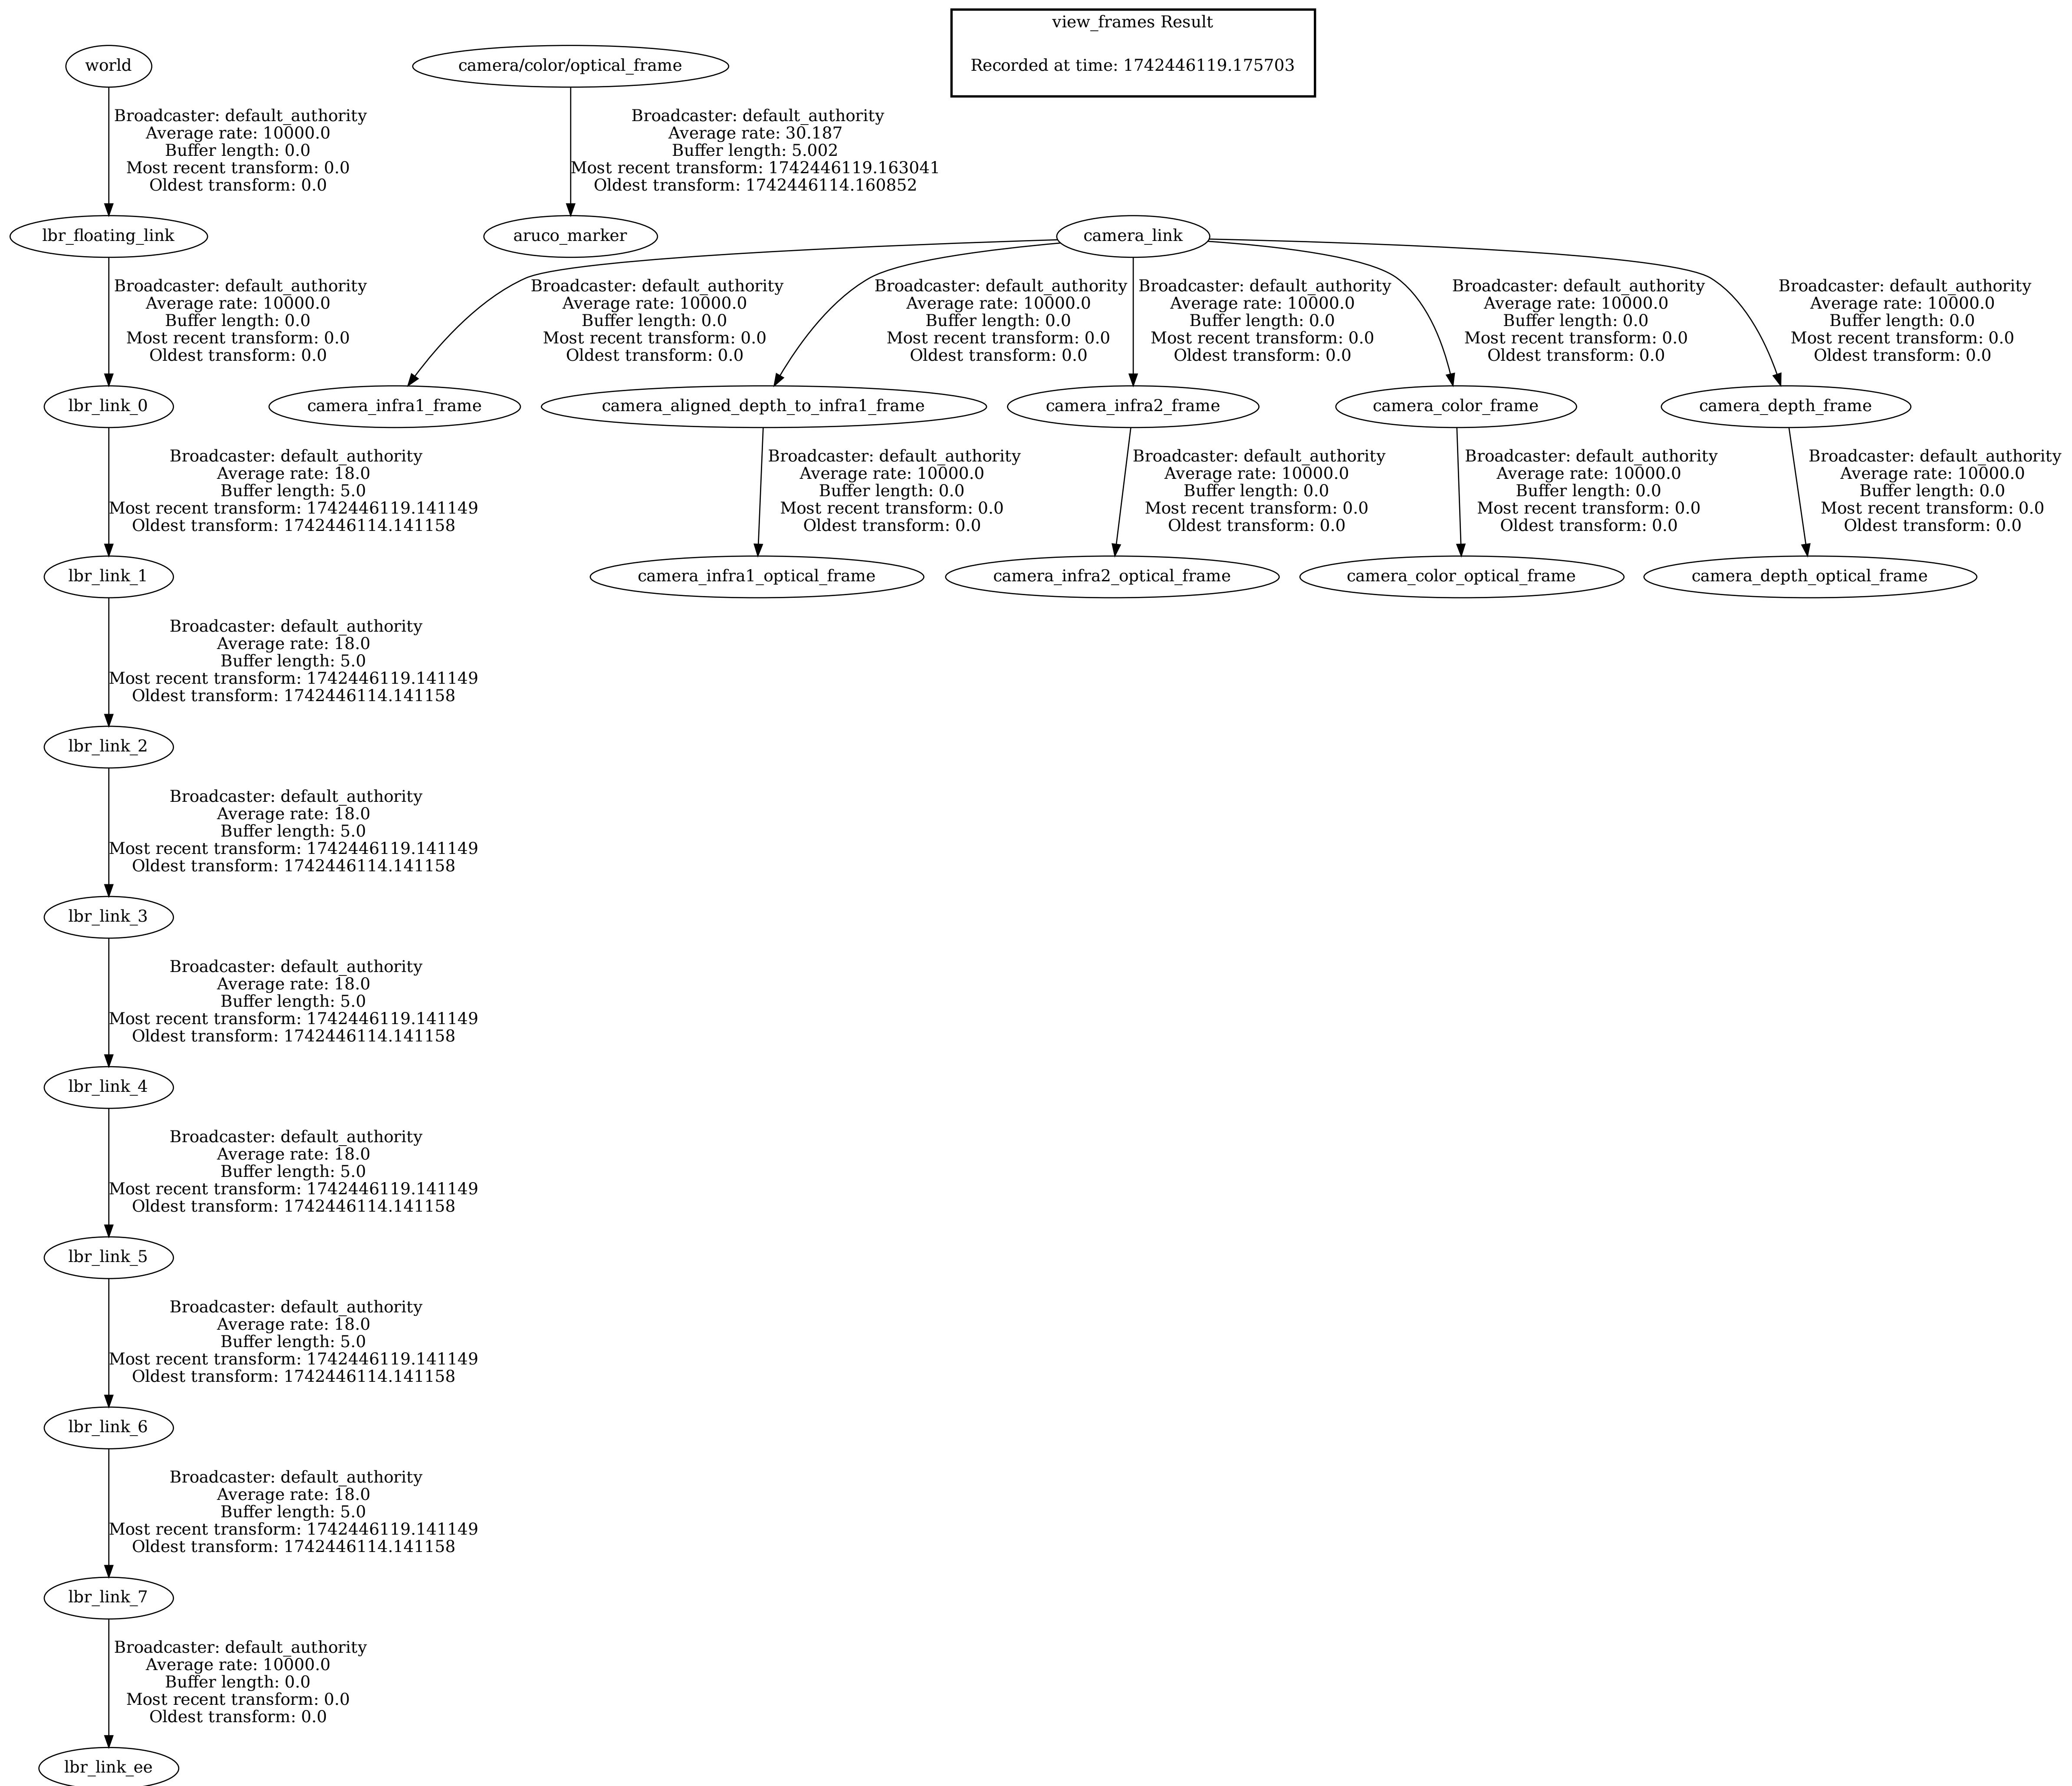 view_frames Result
Recorded at time: 1742446119.175703
world
camera/color/optical_frame
Broadcaster: default_authority
Average rate: 10000.0
Buffer length: 0.0
Most recent transform: 0.0
Oldest transform: 0.0
Broadcaster: default_authority
Average rate: 30.187
Buffer length: 5.002
Most recent transform: 1742446119.163041
Oldest transform: 1742446114.160852
lbr_floating_link
aruco_marker
camera_link
Broadcaster: default_authority
Average rate: 10000.0
Buffer length: 0.0
Most recent transform: 0.0
Oldest transform: 0.0
Broadcaster: default_authority
Average rate: 10000.0
Buffer length: 0.0
Most recent transform: 0.0
Oldest transform: 0.0
Broadcaster: default_authority
Average rate: 10000.0
Buffer length: 0.0
Most recent transform: 0.0
Oldest transform: 0.0
Broadcaster: default_authority
Average rate: 10000.0
Buffer length: 0.0
Most recent transform: 0.0
Oldest transform: 0.0
Broadcaster: default_authority
Average rate: 10000.0
Buffer length: 0.0
Most recent transform: 0.0
Oldest transform: 0.0
Broadcaster: default_authority
Average rate: 10000.0
Buffer length: 0.0
Most recent transform: 0.0
Oldest transform: 0.0
lbr_link_0
camera_infra1_frame
camera_aligned_depth_to_infra1_frame
camera_infra2_frame
camera_color_frame
camera_depth_frame
Broadcaster: default_authority
Average rate: 18.0
Buffer length: 5.0
Most recent transform: 1742446119.141149
Oldest transform: 1742446114.141158
Broadcaster: default_authority
Average rate: 10000.0
Buffer length: 0.0
Most recent transform: 0.0
Oldest transform: 0.0
Broadcaster: default_authority
Average rate: 10000.0
Buffer length: 0.0
Most recent transform: 0.0
Oldest transform: 0.0
Broadcaster: default_authority
Average rate: 10000.0
Buffer length: 0.0
Most recent transform: 0.0
Oldest transform: 0.0
Broadcaster: default_authority
Average rate: 10000.0
Buffer length: 0.0
Most recent transform: 0.0
Oldest transform: 0.0
lbr_link_1
camera_infra1_optical_frame
camera_infra2_optical_frame
camera_color_optical_frame
camera_depth_optical_frame
Broadcaster: default_authority
Average rate: 18.0
Buffer length: 5.0
Most recent transform: 1742446119.141149
Oldest transform: 1742446114.141158
lbr_link_2
Broadcaster: default_authority
Average rate: 18.0
Buffer length: 5.0
Most recent transform: 1742446119.141149
Oldest transform: 1742446114.141158
lbr_link_3
Broadcaster: default_authority
Average rate: 18.0
Buffer length: 5.0
Most recent transform: 1742446119.141149
Oldest transform: 1742446114.141158
lbr_link_4
Broadcaster: default_authority
Average rate: 18.0
Buffer length: 5.0
Most recent transform: 1742446119.141149
Oldest transform: 1742446114.141158
lbr_link_5
Broadcaster: default_authority
Average rate: 18.0
Buffer length: 5.0
Most recent transform: 1742446119.141149
Oldest transform: 1742446114.141158
lbr_link_6
Broadcaster: default_authority
Average rate: 18.0
Buffer length: 5.0
Most recent transform: 1742446119.141149
Oldest transform: 1742446114.141158
lbr_link_7
Broadcaster: default_authority
Average rate: 10000.0
Buffer length: 0.0
Most recent transform: 0.0
Oldest transform: 0.0
lbr_link_ee